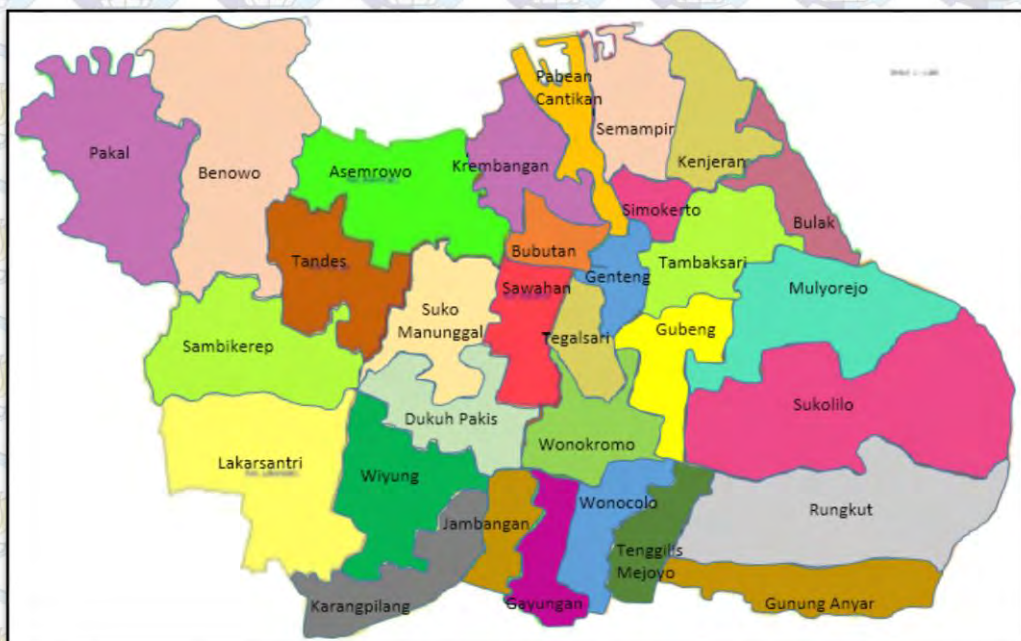 Pabean
Cantikan
Semampir
Pakal
Benowo
Asemrowo
Krembangan
Kenjeran
Simokerto
Bulak
Tandes
Bubutan
Genteng
Tambaksari
Suko
Manunggal
Sawahan
Tegalsari
Gubeng
Mulyorejo
Sambikerep
Dukuh Pakis
Wonokromo
Sukolilo
Lakarsantri
Wiyung
Jambangan
Wonocolo
Rungkut
Tenggilis
Mejoyo
Karangpilang
Gayungan
Gunung Anyar